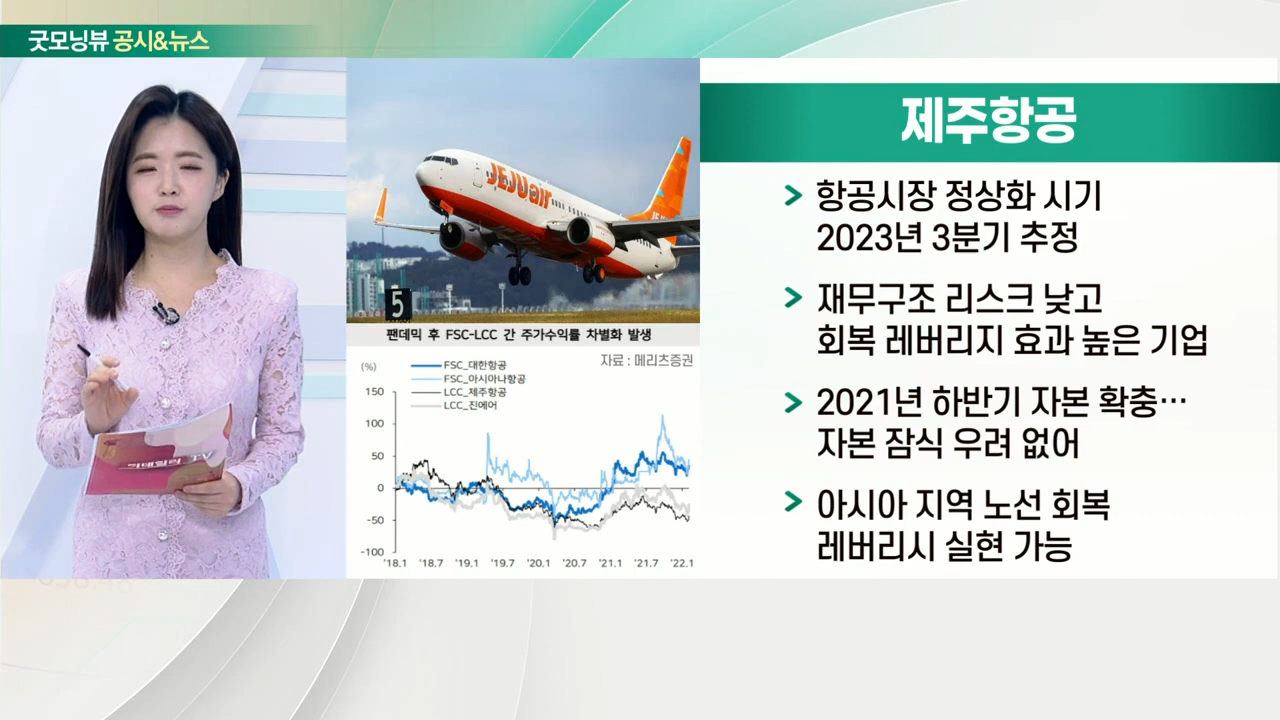 굿모닝뷰 공시&뉴스
제주항공
항공시장 정상화 시기
2023년 3분기 추정
재무구조 리스크 낮고
회복 레버리지 효과 높은 기업
2021년 하반기 자본 확충…
자본 잠식 우려 없어
아시아 지역 노선 회복
레버리시 실현 가능
JEJUair
5
팬데믹 후 FSC-LCC 간 주가수익률 차별화 발생
자료 : 메리츠증권
(%)
FSC_대한항공
FSC_아시아나항공
LCC_제주항공
LCC_진에어
150
100
50
0
-50
-100
'18.1 '18.7 '19.1 '19.7 '20.1 '20.7 '21.1 '21.7 '22.1